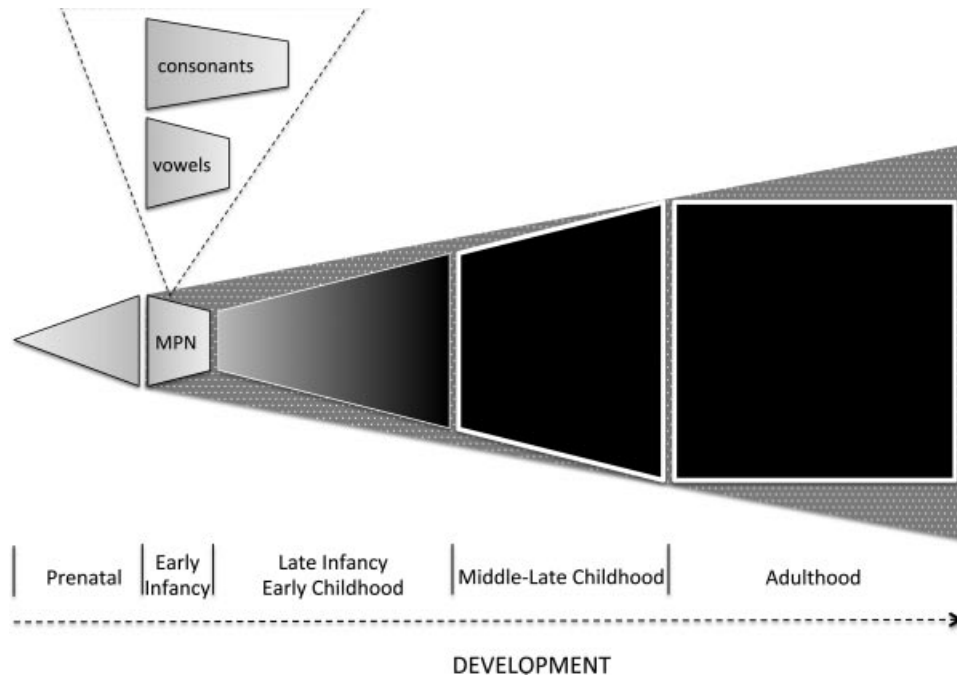 consonants
vowels
MPN
Prenatal
Early
Infancy
Late Infancy
Early Childhood
Middle-Late Childhood
Adulthood
DEVELOPMENT